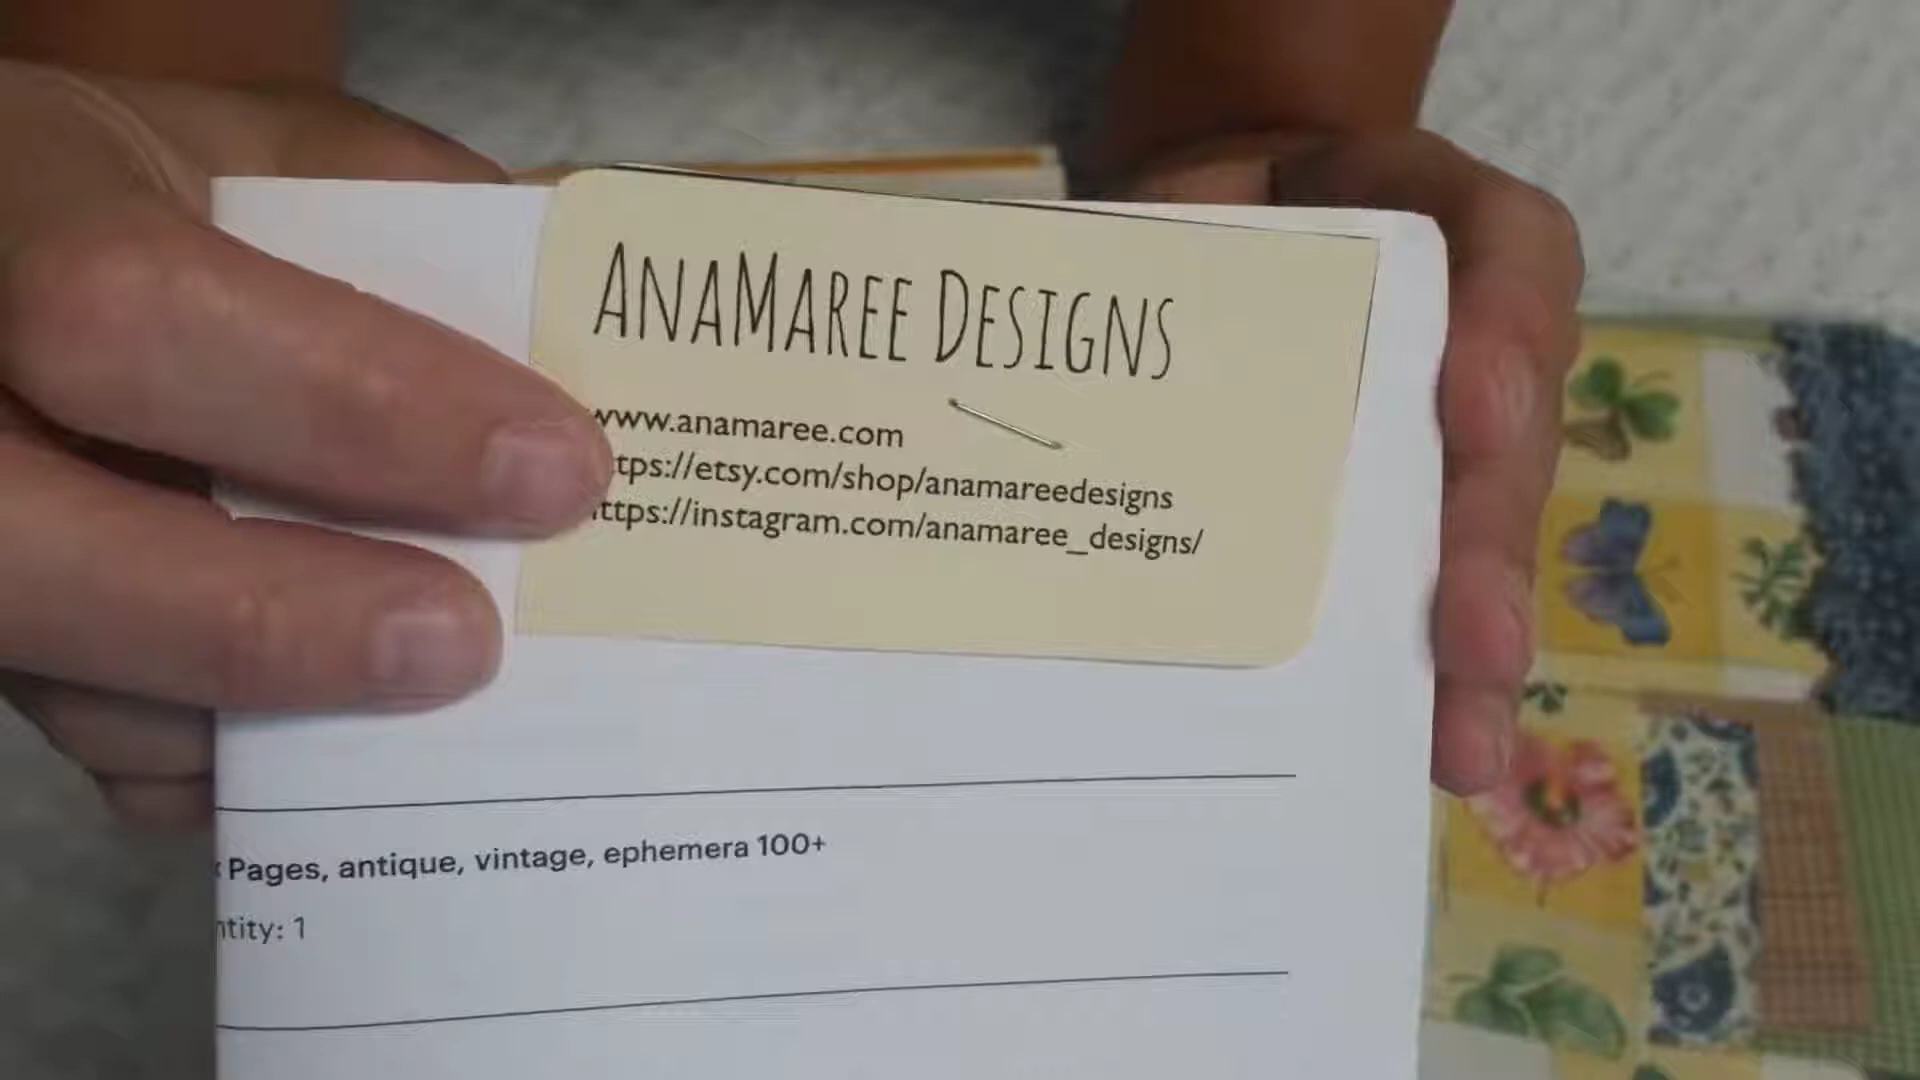 ANAMAREE DESIGNS
www.anamaree.com
tps://etsy.com/shop/anamareedesigns
ttps://instagram.com/anamaree_designs/
Pages, antique, vintage, ephemera 100+
ntity: 1